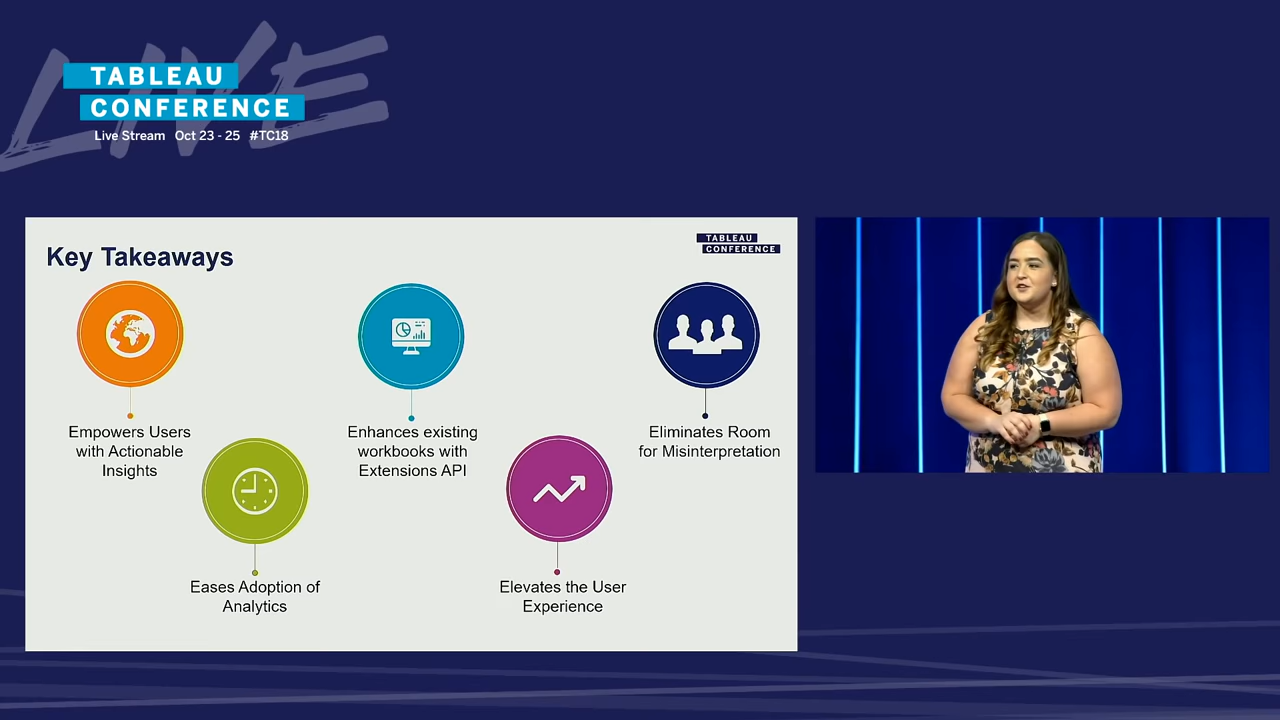 LIVE
TABLEAU
CONFERENCE
Live Stream Oct 23 - 25 #TC18
Key Takeaways
TABLEAU
CONFERENCE
Empowers Users
with Actionable
Insights
Eases Adoption of
Analytics
Enhances existing
workbooks with
Extensions API
Elevates the User
Experience
Eliminates Room
for Misinterpretation